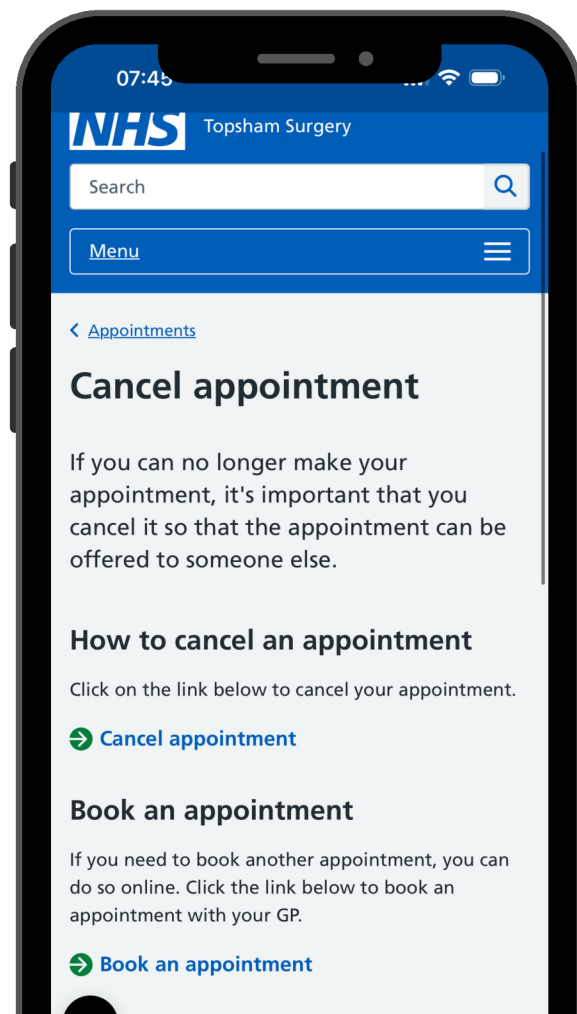 07:45
NHS
Topsham Surgery
Search
Menu
Appointments
Cancel appointment
If you can no longer make your
appointment, it's important that you
cancel it so that the appointment can be
offered to someone else.
How to cancel an appointment
Click on the link below to cancel your appointment.
Cancel appointment
Book an appointment
If you need to book another appointment, you can
do so online. Click the link below to book an
appointment with your GP.
Book an appointment